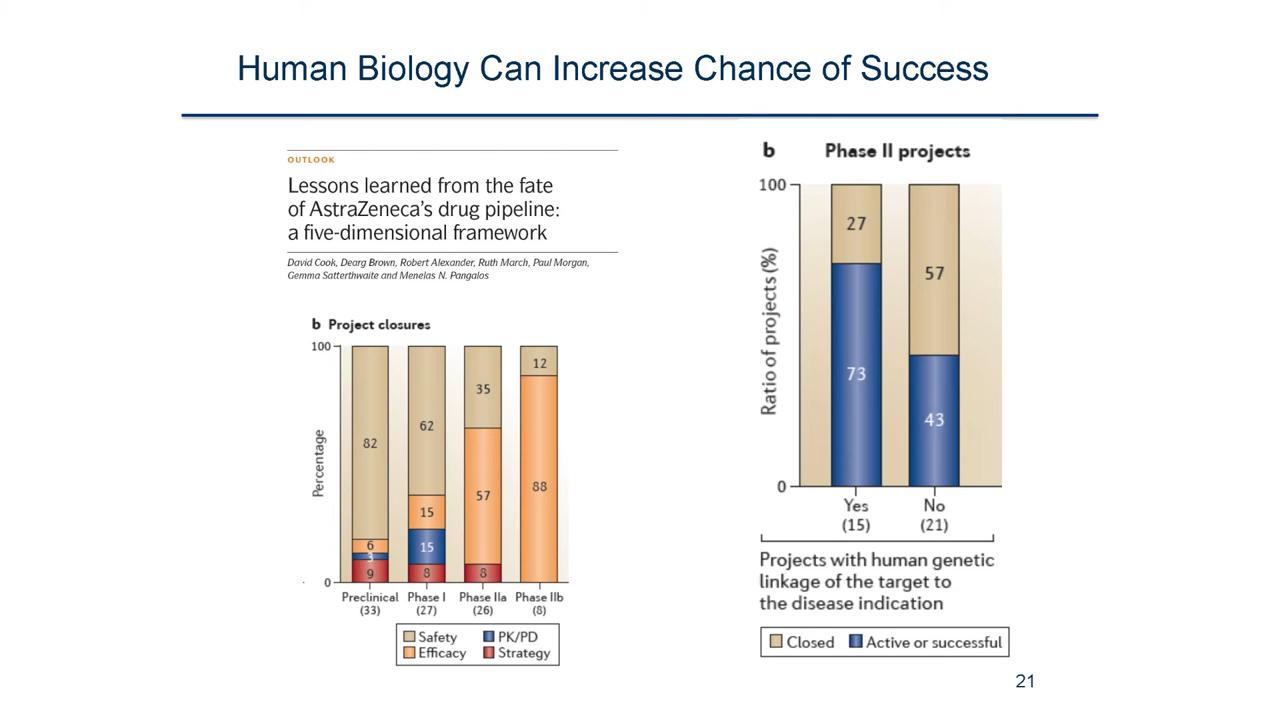 Human Biology Can Increase Chance of Success
OUTLOOK
Lessons learned from the fate
of AstraZeneca's drug pipeline:
a five-dimensional framework
David Cook, Dearg Brown, Robert Alexander, Ruth March, Paul Morgan,
Gemma Satterthwaite and Menelas N. Pangalos
b Project closures
100
Percentage
0
82
6
3
9
62
15
15
8
35
57
8
12
88
Preclinical
(33)
Phase I
(27)
Phase IIa
(26)
Phase IIb
(8)
Safety
PK/PD
Efficacy
Strategy
b Phase II projects
100
Ratio of projects (%)
0
27
73
57
43
Yes
(15)
No
(21)
Projects with human genetic
linkage of the target to
the disease indication
Closed
Active or successful
21